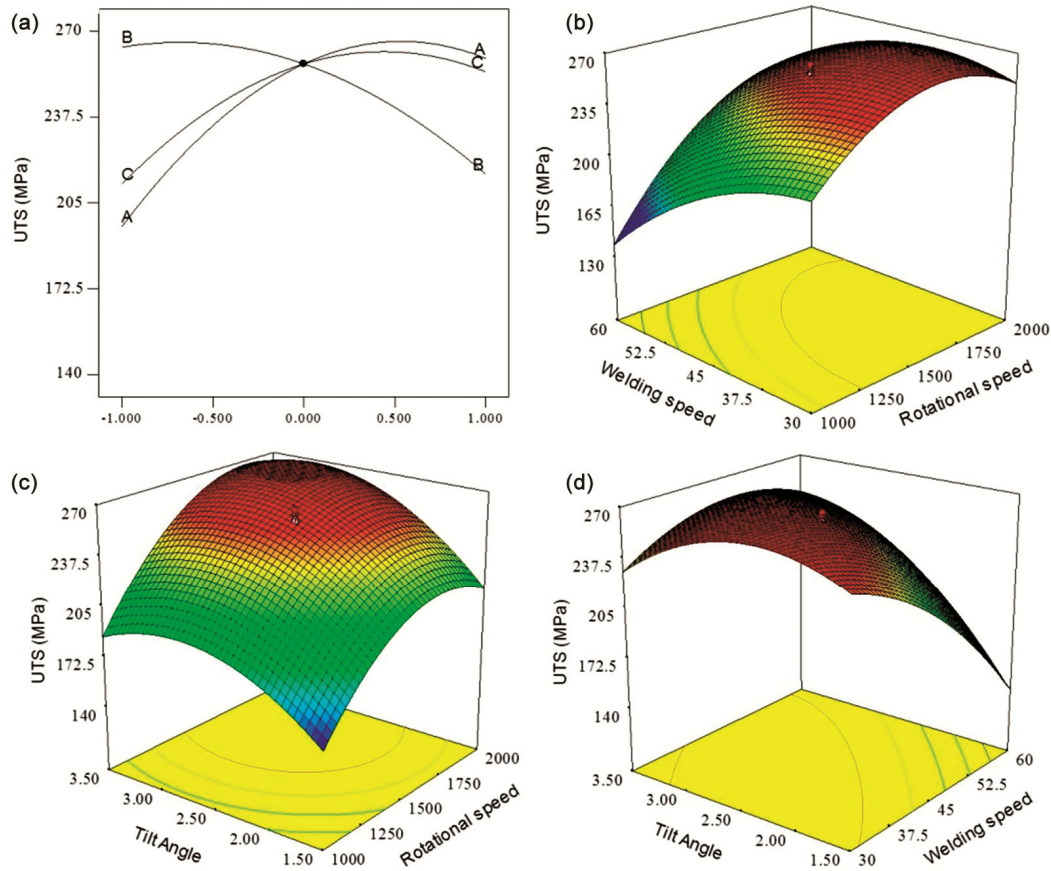 (a)
UTS (MPa)
270
237.5
205
172.5
140
B
C
A
A
C
B
-1.000
-0.500
0.000
0.500
1.000
(b)
UTS (MPa)
270
235
200
165
130
60
52.5
45
37.5
30
Welding speed
1000
1250
1500
1750
2000
Rotational speed
(c)
UTS (MPa)
270
237.5
205
172.5
140
3.50
3.00
2.50
2.00
1.50
Tilt Angle
1000
1250
1500
1750
2000
Rotational speed
(d)
UTS (MPa)
270
237.5
205
172.5
140
3.50
3.00
2.50
2.00
1.50
Tilt Angle
30
37.5
45
52.5
60
Welding speed